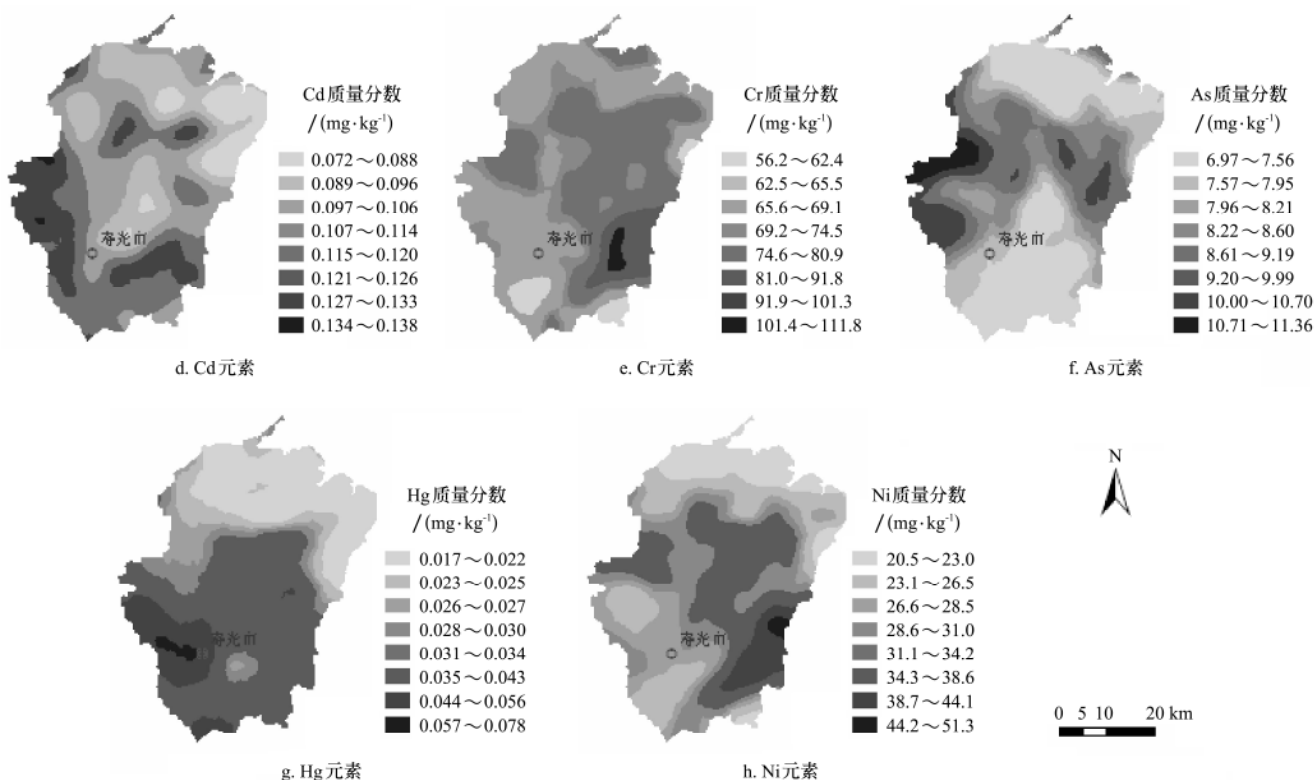 Cd质量分数
/(mg·kg⁻¹)
0.072～0.088
0.089～0.096
0.097～0.106
0.107～0.114
0.115～0.120
0.121～0.126
0.127～0.133
0.134～0.138
寿光市
d. Cd元素
Cr质量分数
/(mg·kg⁻¹)
56.2～62.4
62.5～65.5
65.6～69.1
69.2～74.5
74.6～80.9
81.0～91.8
91.9～101.3
101.4～111.8
寿光市
e. Cr元素
As质量分数
/(mg·kg⁻¹)
6.97～7.56
7.57～7.95
7.96～8.21
8.22～8.60
8.61～9.19
9.20～9.99
10.00～10.70
10.71～11.36
寿光市
f. As元素
Hg质量分数
/(mg·kg⁻¹)
0.017～0.022
0.023～0.025
0.026～0.027
0.028～0.030
0.031～0.034
0.035～0.043
0.044～0.056
0.057～0.078
寿光市
g. Hg元素
Ni质量分数
/(mg·kg⁻¹)
20.5～23.0
23.1～26.5
26.6～28.5
28.6～31.0
31.1～34.2
34.3～38.6
38.7～44.1
44.2～51.3
寿光市
h. Ni元素
N
0 5 10 20 km